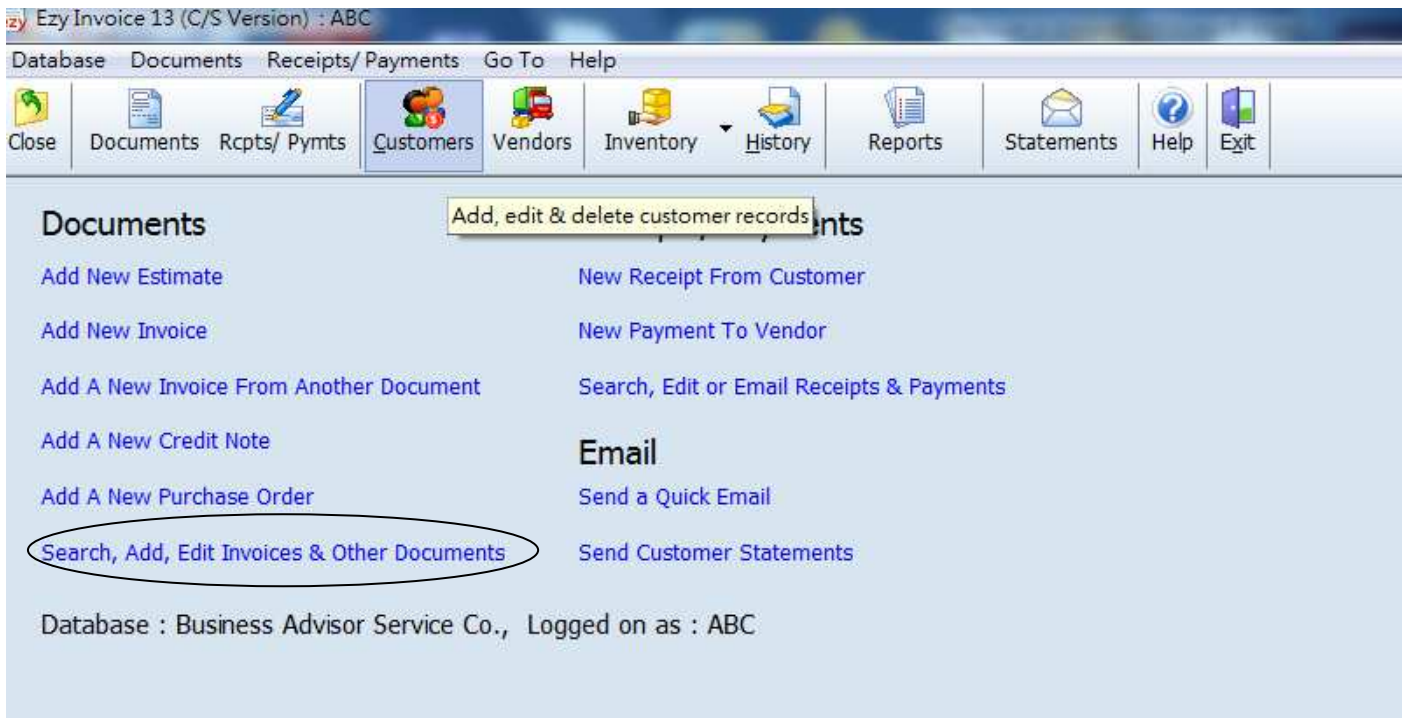 Ezy Invoice 13 (C/S Version) : ABC
Database Documents Receipts/ Payments Go To Help
Close Documents Rcpts/ Pymts Customers Vendors Inventory History Reports Statements Help Exit
Add, edit & delete customer records
Documents
Add New Estimate
Add New Invoice
Add A New Invoice From Another Document
Add A New Credit Note
Add A New Purchase Order
Search, Add, Edit Invoices & Other Documents
New Receipt From Customer
New Payment To Vendor
Search, Edit or Email Receipts & Payments
Email
Send a Quick Email
Send Customer Statements
Database : Business Advisor Service Co., Logged on as : ABC